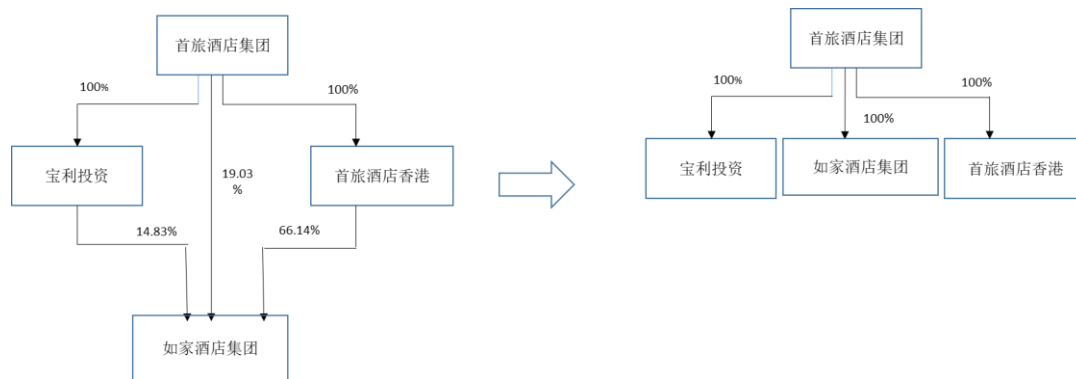 首旅酒店集团
100%
100%
宝利投资
19.03
%
首旅酒店香港
14.83%
66.14%
如家酒店集团
首旅酒店集团
100%
100%
100%
宝利投资
如家酒店集团
首旅酒店香港